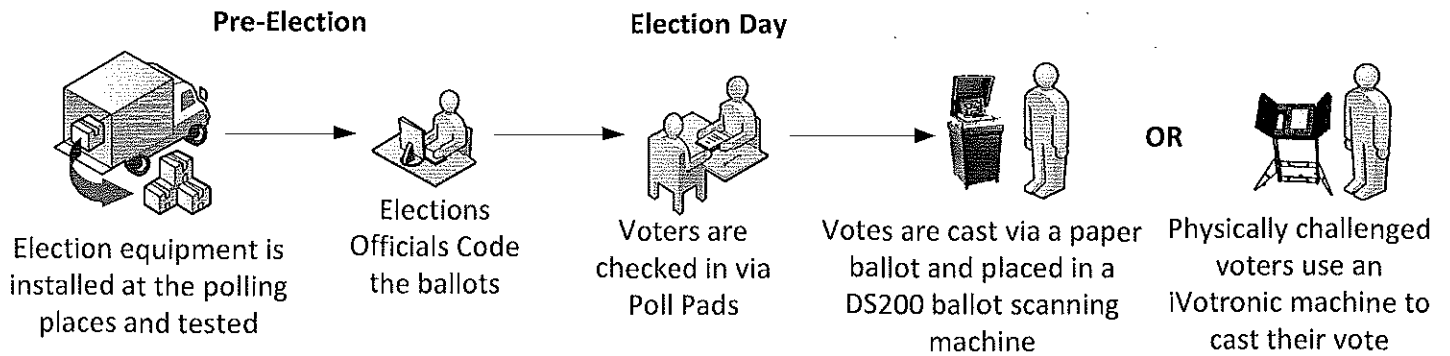 Pre-Election
Election Day
Election equipment is
installed at the polling
places and tested
Elections
Officials Code
the ballots
Voters are
checked in via
Poll Pads
Votes are cast via a paper
ballot and placed in a
DS200 ballot scanning
machine
OR
Physically challenged
voters use an
iVotronic machine to
cast their vote